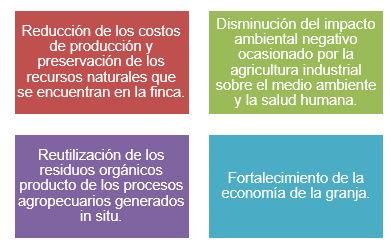 Reducción de los costos
de producción y
preservación de los
recursos naturales que
se encuentran en la finca.
Disminución del impacto
ambiental negativo
ocasionado por la
agricultura industrial
sobre el medio ambiente
y la salud humana.
Reutilización de los
residuos orgánicos
producto de los procesos
agropecuarios generados
in situ.
Fortalecimiento de la
economía de la granja.